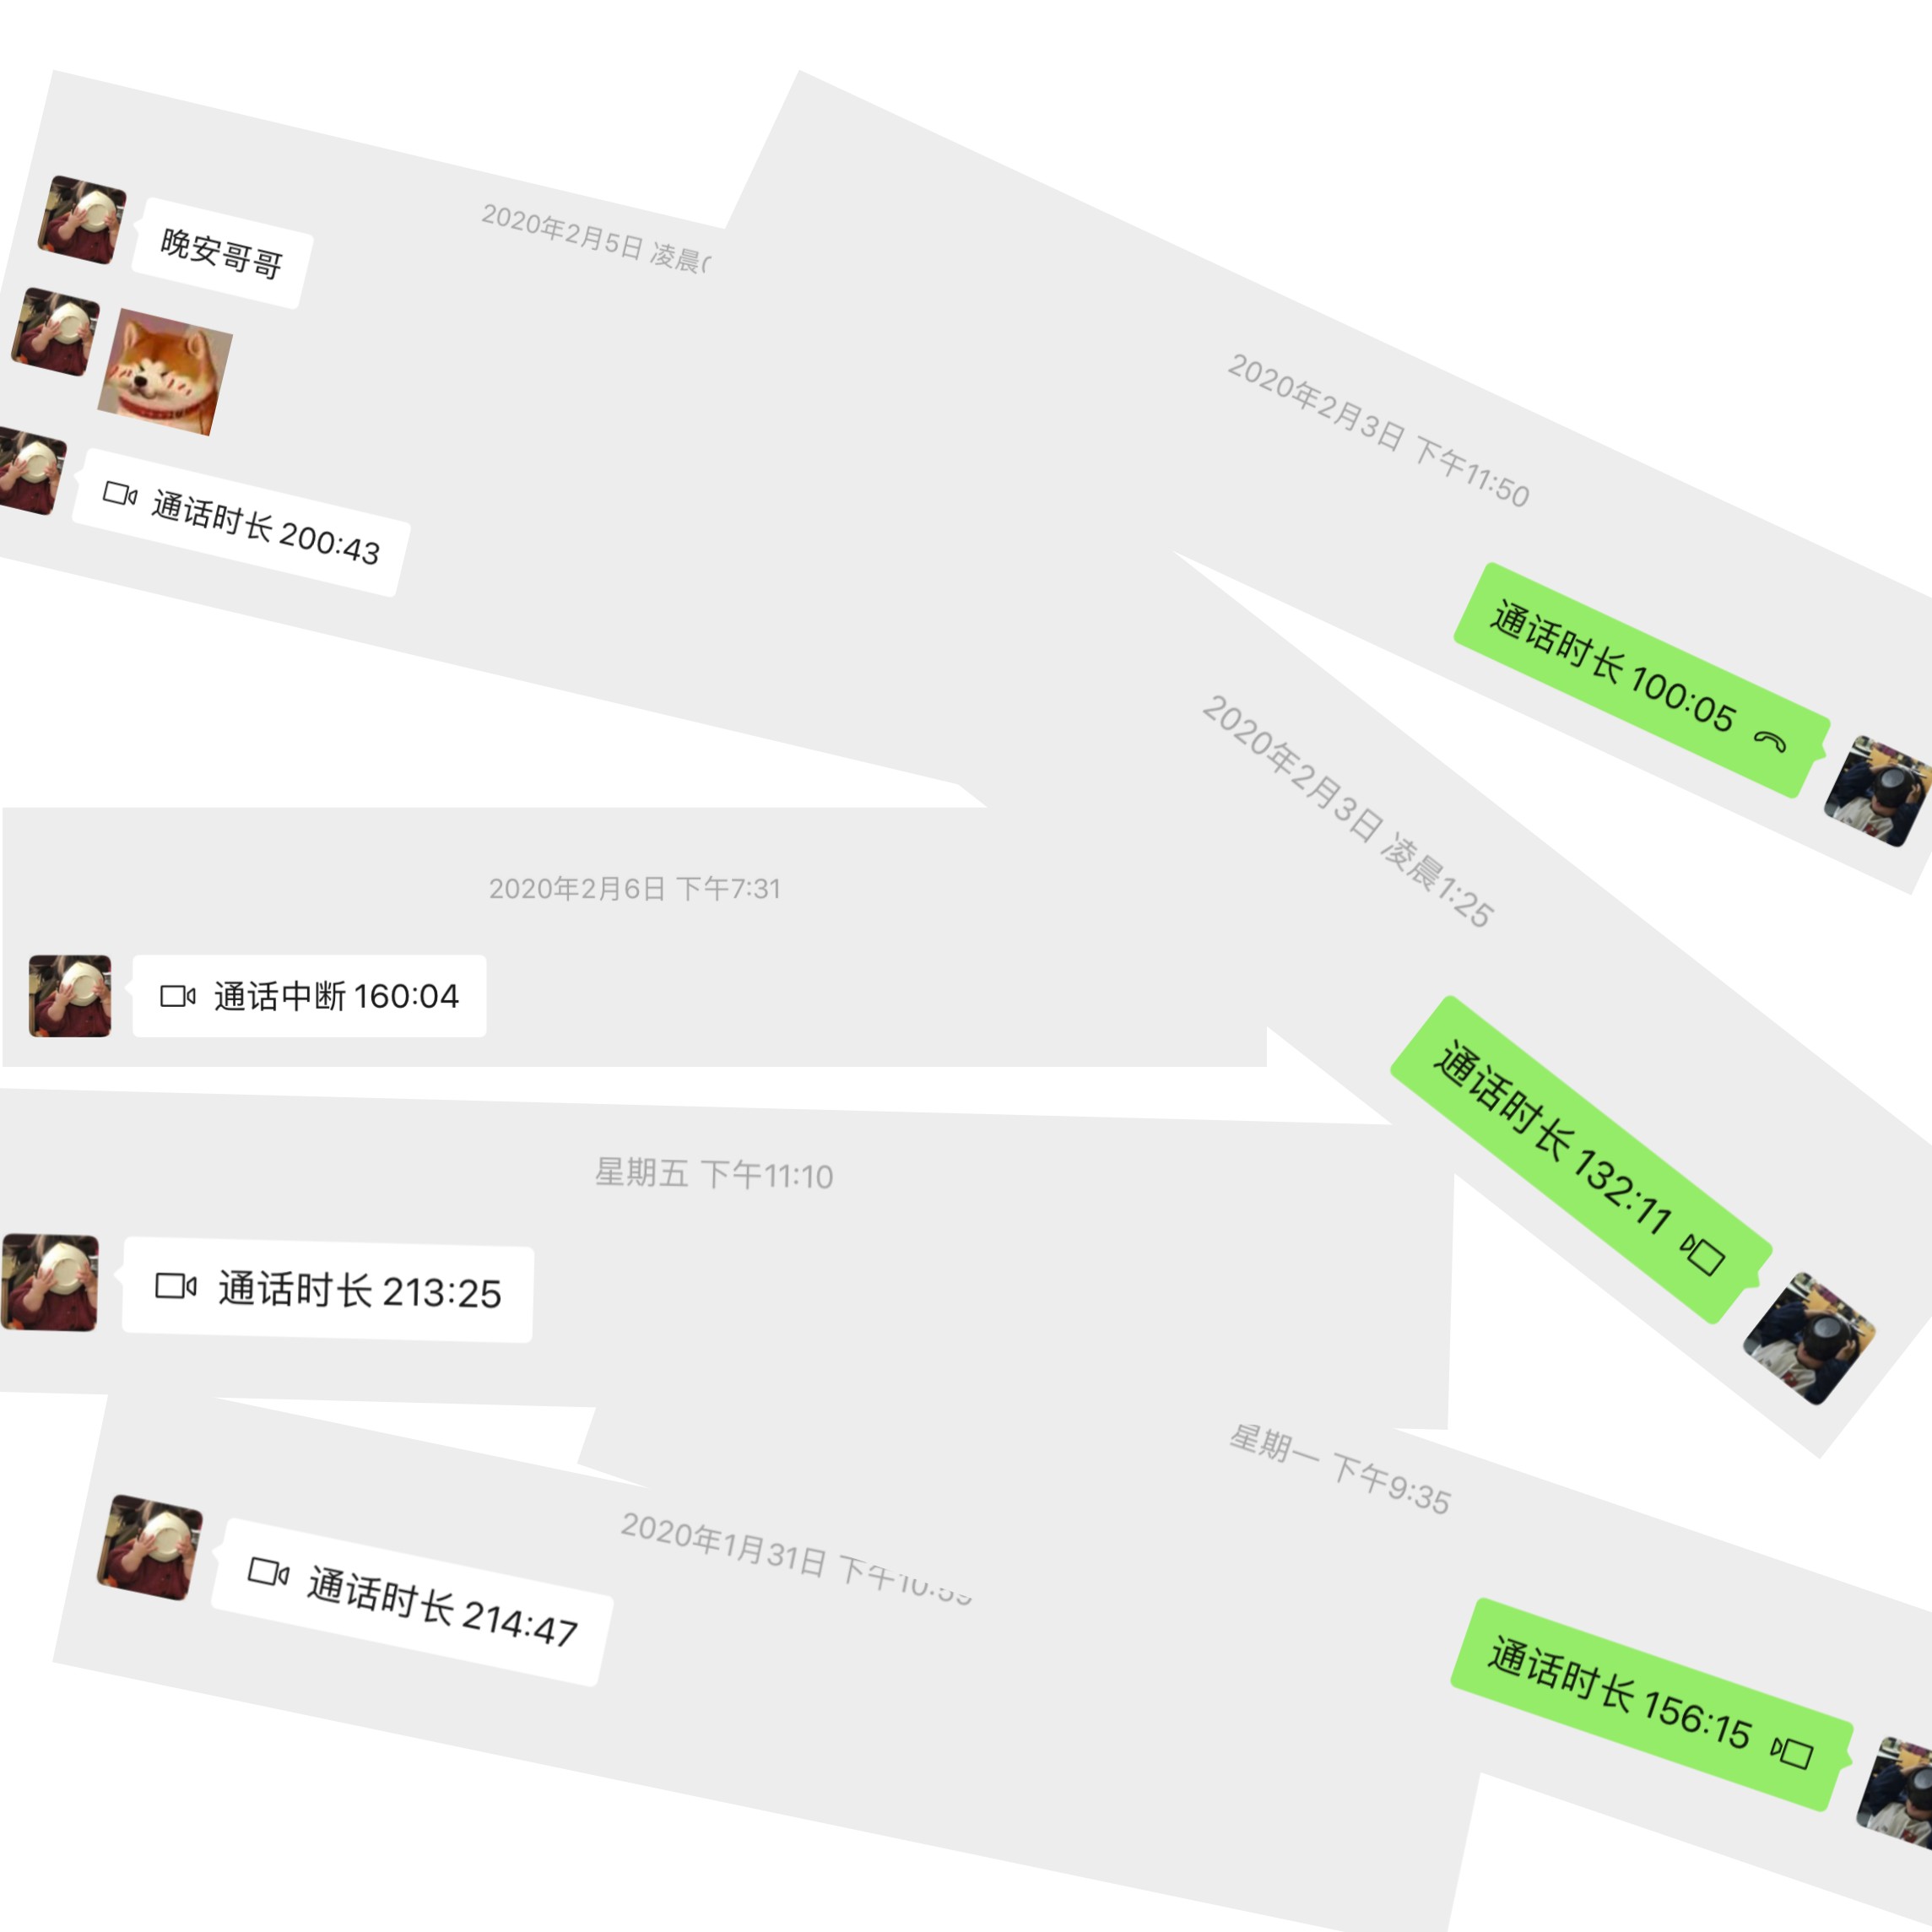 2020年2月5日 凌晨
晚安哥哥
通话时长 200:43
2020年2月3日 下午11:50
通话时长 100:05
2020年2月3日 凌晨1:25
通话时长 132:11
2020年2月6日 下午7:31
通话中断 160:04
星期五 下午11:10
通话时长 213:25
星期一 下午9:35
通话时长 156:15
2020年1月31日 下午
通话时长 214:47